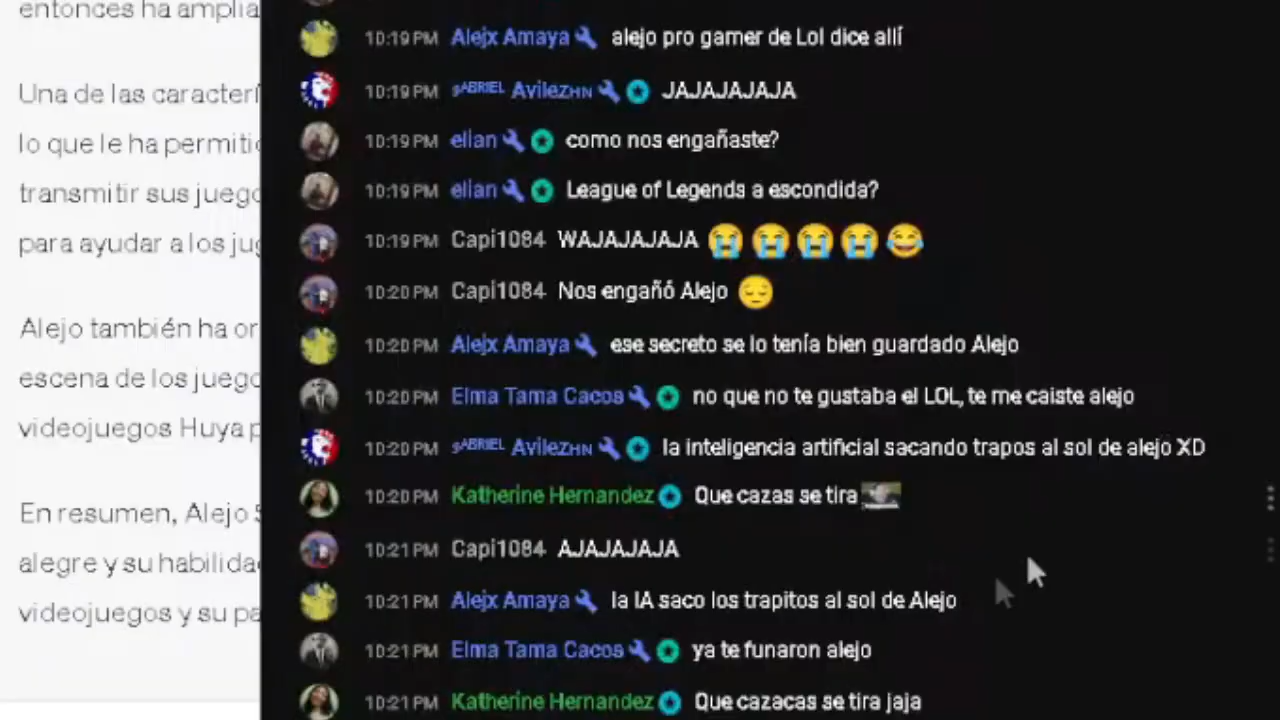 entonces ha amplia
Una de las caracterí
lo que le ha permitic
transmitir sus juego
para ayudar a los jug
Alejo también ha or
escena de los juego
videojuegos Huya p
En resumen, Alejo S
alegre y su habilidad
videojuegos y su pa
10:19 PM Alejx Amaya alejo pro gamer de Lol dice allí
10:19 PM gABRIEL AvilezHN JAJAJAJAJA
10:19 PM elian como nos engañaste?
10:19 PM elian League of Legends a escondida?
10:19 PM Capi1084 WAJAJAJAJA 😭😭😭😭😂
10:20 PM Capi1084 Nos engañó Alejo 😔
10:20 PM Alejx Amaya ese secreto se lo tenía bien guardado Alejo
10:20 PM Elma Tama Cacos no que no te gustaba el LOL, te me caiste alejo
10:20 PM gABRIEL AvilezHN la inteligencia artificial sacando trapos al sol de alejo XD
10:20 PM Katherine Hernandez Que cazas se tira
10:21 PM Capi1084 AJAJAJAJA
10:21 PM Alejx Amaya la IA saco los trapitos al sol de Alejo
10:21 PM Elma Tama Cacos ya te funaron alejo
10:21 PM Katherine Hernandez Que cazacas se tira jaja